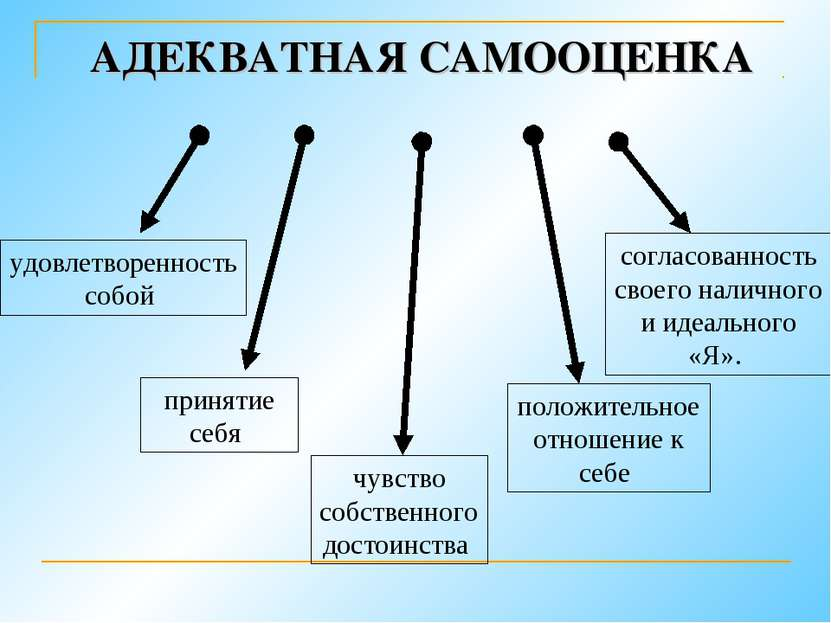 АДЕКВАТНАЯ САМООЦЕНКА
удовлетворенность
собой
принятие
себя
чувство
собственного
достоинства
положительное
отношение к
себе
согласованность
своего наличного
и идеального
«Я».